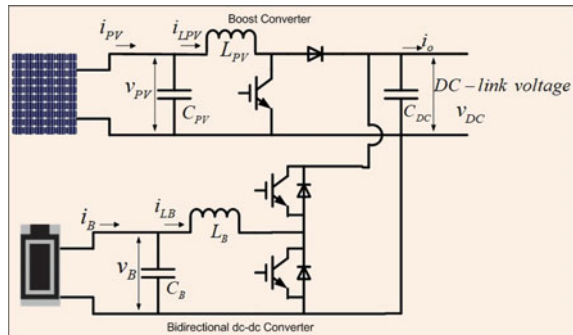 Boost Converter
i_PV
i_LPV
i_o
L_PV
v_PV
C_PV
C_DC
DC – link voltage
v_DC
i_B
i_LB
L_B
v_B
C_B
Bidirectional dc-dc Converter